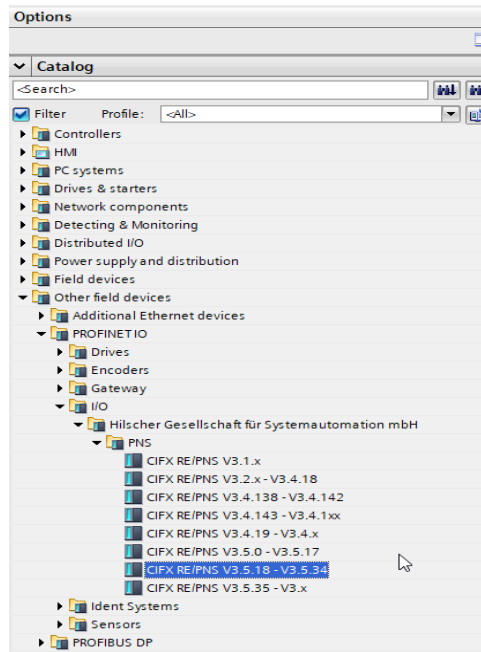 Options
Catalog
<Search>
Filter Profile: <All>
Controllers
HMI
PC systems
Drives & starters
Network components
Detecting & Monitoring
Distributed I/O
Power supply and distribution
Field devices
Other field devices
Additional Ethernet devices
PROFINET IO
Drives
Encoders
Gateway
I/O
Hilscher Gesellschaft für Systemautomation mbH
PNS
CIFX RE/PNS V3.1.x
CIFX RE/PNS V3.2.x - V3.4.18
CIFX RE/PNS V3.4.138 - V3.4.142
CIFX RE/PNS V3.4.143 - V3.4.1xx
CIFX RE/PNS V3.4.19 - V3.4.x
CIFX RE/PNS V3.5.0 - V3.5.17
CIFX RE/PNS V3.5.18 - V3.5.34
CIFX RE/PNS V3.5.35 - V3.x
Ident Systems
Sensors
PROFIBUS DP